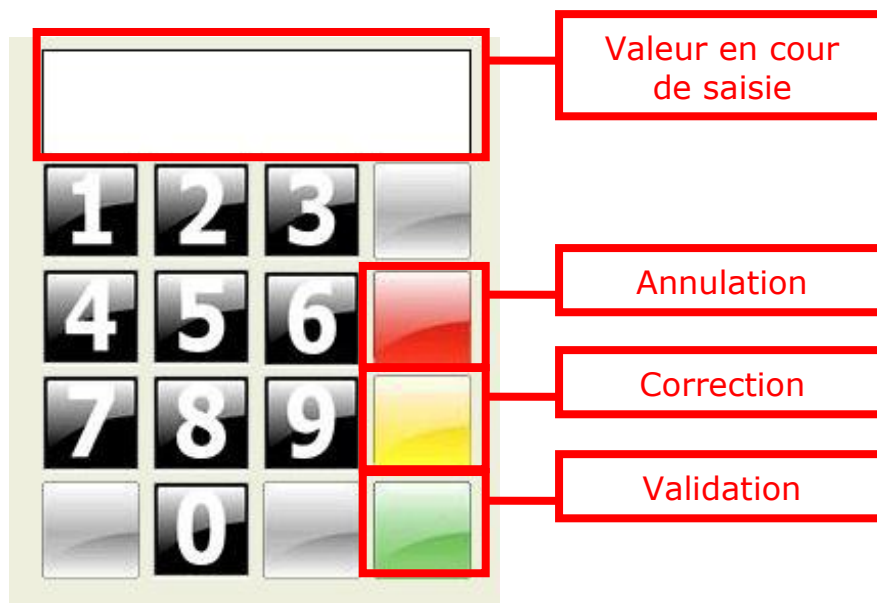 Valeur en cour
de saisie
1 2 3
4 5 6
Annulation
7 8 9
Correction
0
Validation